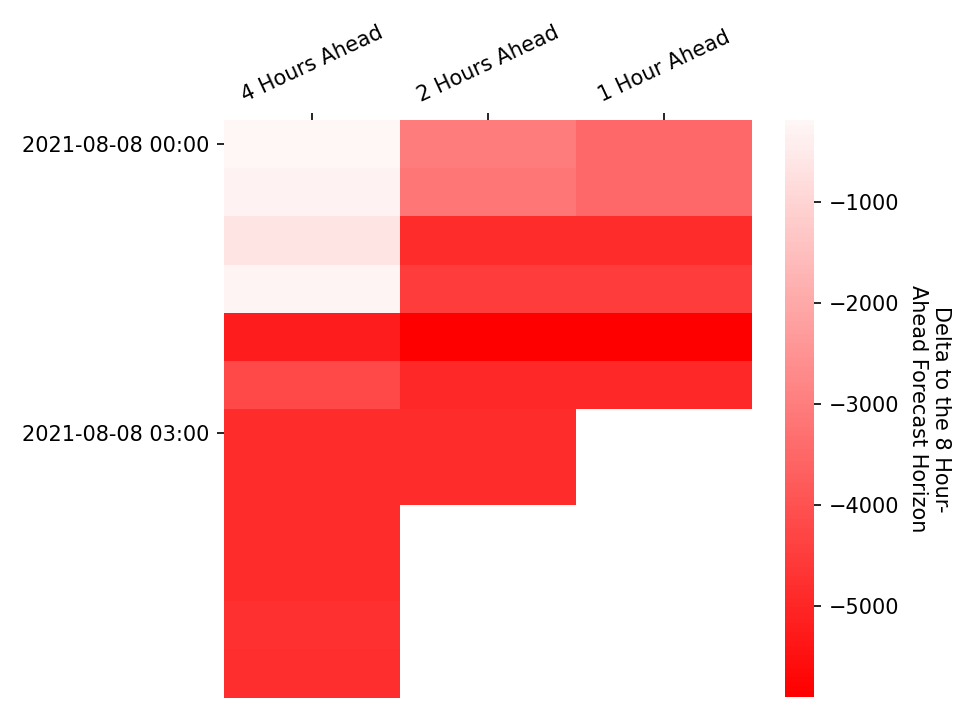 4 Hours Ahead
2 Hours Ahead
1 Hour Ahead
2021-08-08 00:00
2021-08-08 03:00
−1000
−2000
−3000
−4000
−5000
Delta to the 8 Hour-
Ahead Forecast Horizon